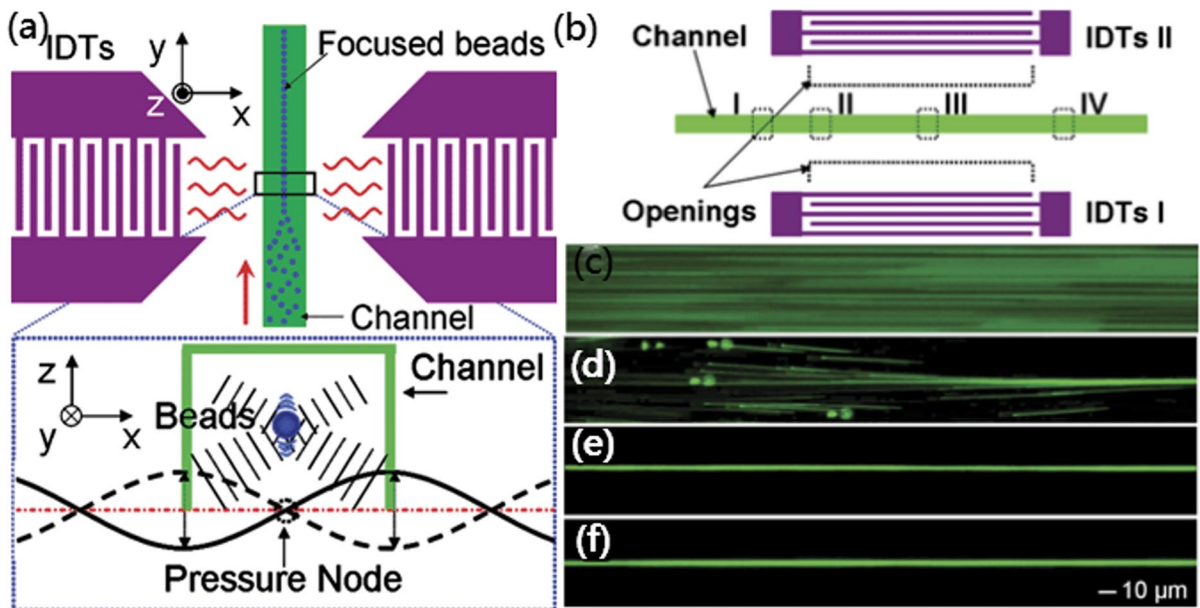 (a)
IDTs
y
z
x
Focused beads
Channel
z
y
x
Beads
Channel
Pressure Node
(b)
Channel
IDTs II
I
II
III
IV
Openings
IDTs I
(c)
(d)
(e)
(f)
10 μm